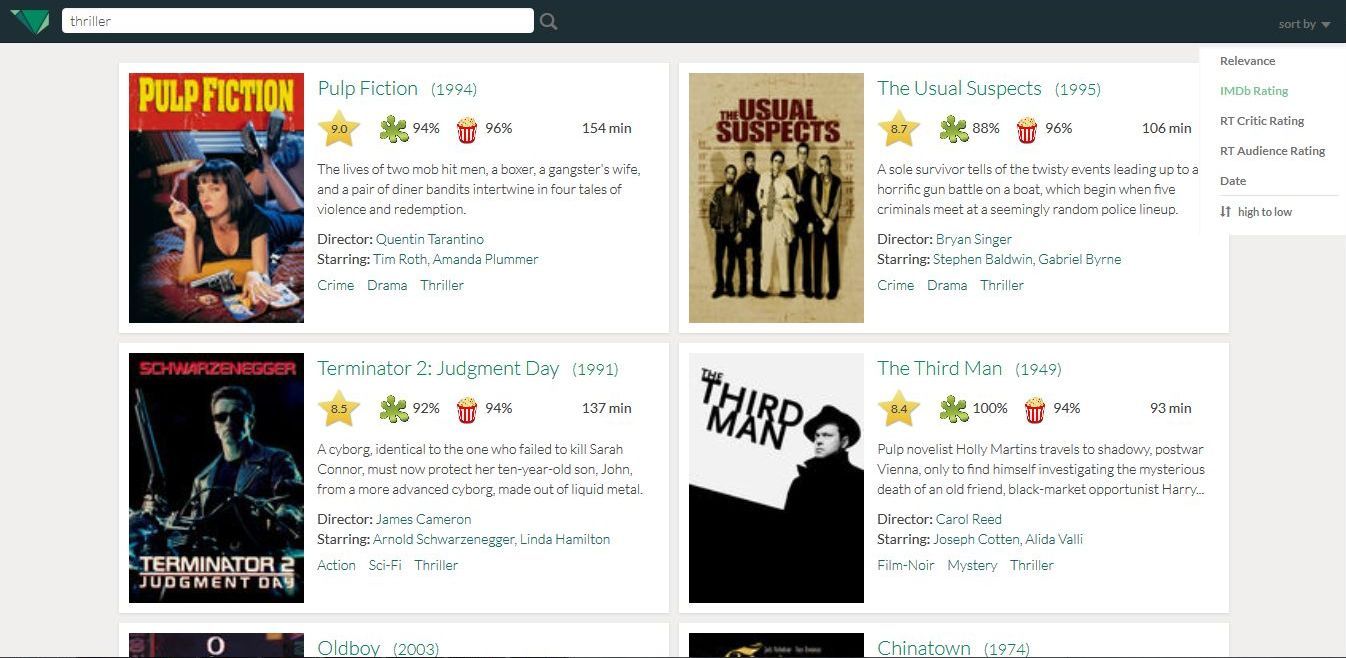 thriller
sort by
Relevance
IMDb Rating
RT Critic Rating
RT Audience Rating
Date
high to low
PULP FICTION
Pulp Fiction (1994)
9.0 94% 96% 154 min
The lives of two mob hit men, a boxer, a gangster's wife,
and a pair of diner bandits intertwine in four tales of
violence and redemption.
Director: Quentin Tarantino
Starring: Tim Roth, Amanda Plummer
Crime Drama Thriller
THE USUAL
SUSPECTS
The Usual Suspects (1995)
8.7 88% 96% 106 min
A sole survivor tells of the twisty events leading up to a
horrific gun battle on a boat, which begin when five
criminals meet at a seemingly random police lineup.
Director: Bryan Singer
Starring: Stephen Baldwin, Gabriel Byrne
Crime Drama Thriller
SCHWARZENEGGER
TERMINATOR 2
JUDGMENT DAY
Terminator 2: Judgment Day (1991)
8.5 92% 94% 137 min
A cyborg, identical to the one who failed to kill Sarah
Connor, must now protect her ten-year-old son, John,
from a more advanced cyborg, made out of liquid metal.
Director: James Cameron
Starring: Arnold Schwarzenegger, Linda Hamilton
Action Sci-Fi Thriller
THE
THIRD
MAN
The Third Man (1949)
8.4 100% 94% 93 min
Pulp novelist Holly Martins travels to shadowy, postwar
Vienna, only to find himself investigating the mysterious
death of an old friend, black-market opportunist Harry...
Director: Carol Reed
Starring: Joseph Cotten, Alida Valli
Film-Noir Mystery Thriller
O
Oldboy (2003)
Chinatown (1974)